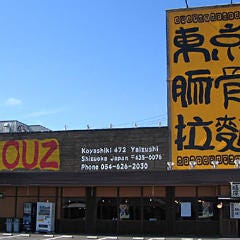 OUZ
Koyashiki 472 Yaizushi
Shizuoka Japan 〒425-0076
Phone 054-626-2030
東京
豚骨
拉麺